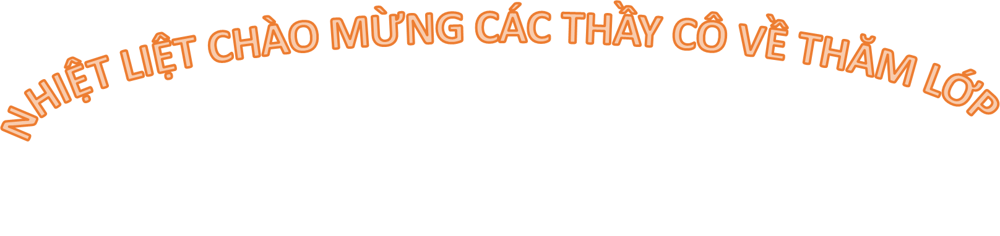 NHIỆT LIỆT CHÀO MỪNG CÁC THẦY CÔ VỀ THĂM LỚP